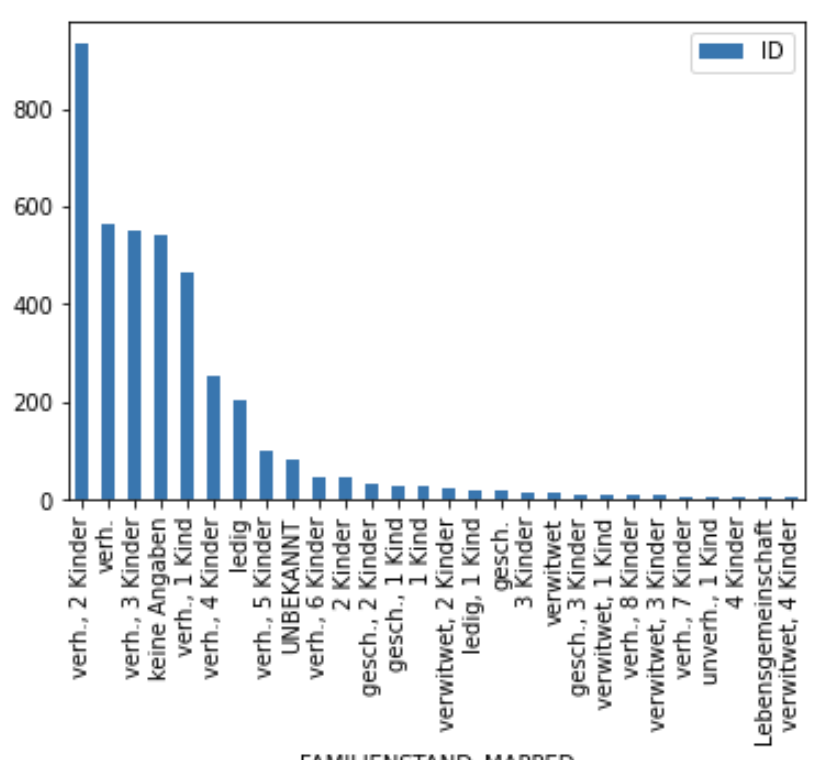 ID
800
600
400
200
0
verh., 2 Kinder
verh.
verh., 3 Kinder
keine Angaben
verh., 1 Kind
verh., 4 Kinder
ledig
verh., 5 Kinder
UNBEKANNT
verh., 6 Kinder
2 Kinder
gesch., 2 Kinder
gesch., 1 Kind
1 Kind
verwitwet, 2 Kinder
ledig, 1 Kind
gesch.
3 Kinder
verwitwet
gesch., 3 Kinder
verwitwet, 1 Kind
verh., 8 Kinder
verwitwet, 3 Kinder
verh., 7 Kinder
unverh., 1 Kind
4 Kinder
Lebensgemeinschaft
verwitwet, 4 Kinder
FAMILIENSTAND_MAPPED